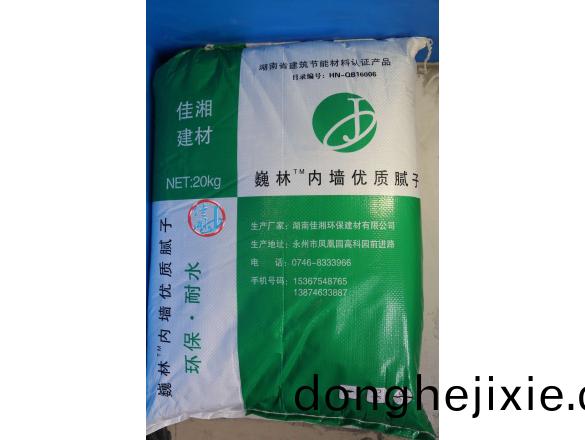 湖南省建筑节能材料认证产品
目录编号：HN-QB16006
佳湘
建材
NET:20kg
巍林™内墙优质腻子
生产厂家：湖南佳湘环保建材有限公司
生产地址：永州市凤凰园高科园前进路
电 话：0746-8333966
手机号码：15367548765
13874633887
巍林™内墙优质腻子
环保·耐水
donghejixie.co